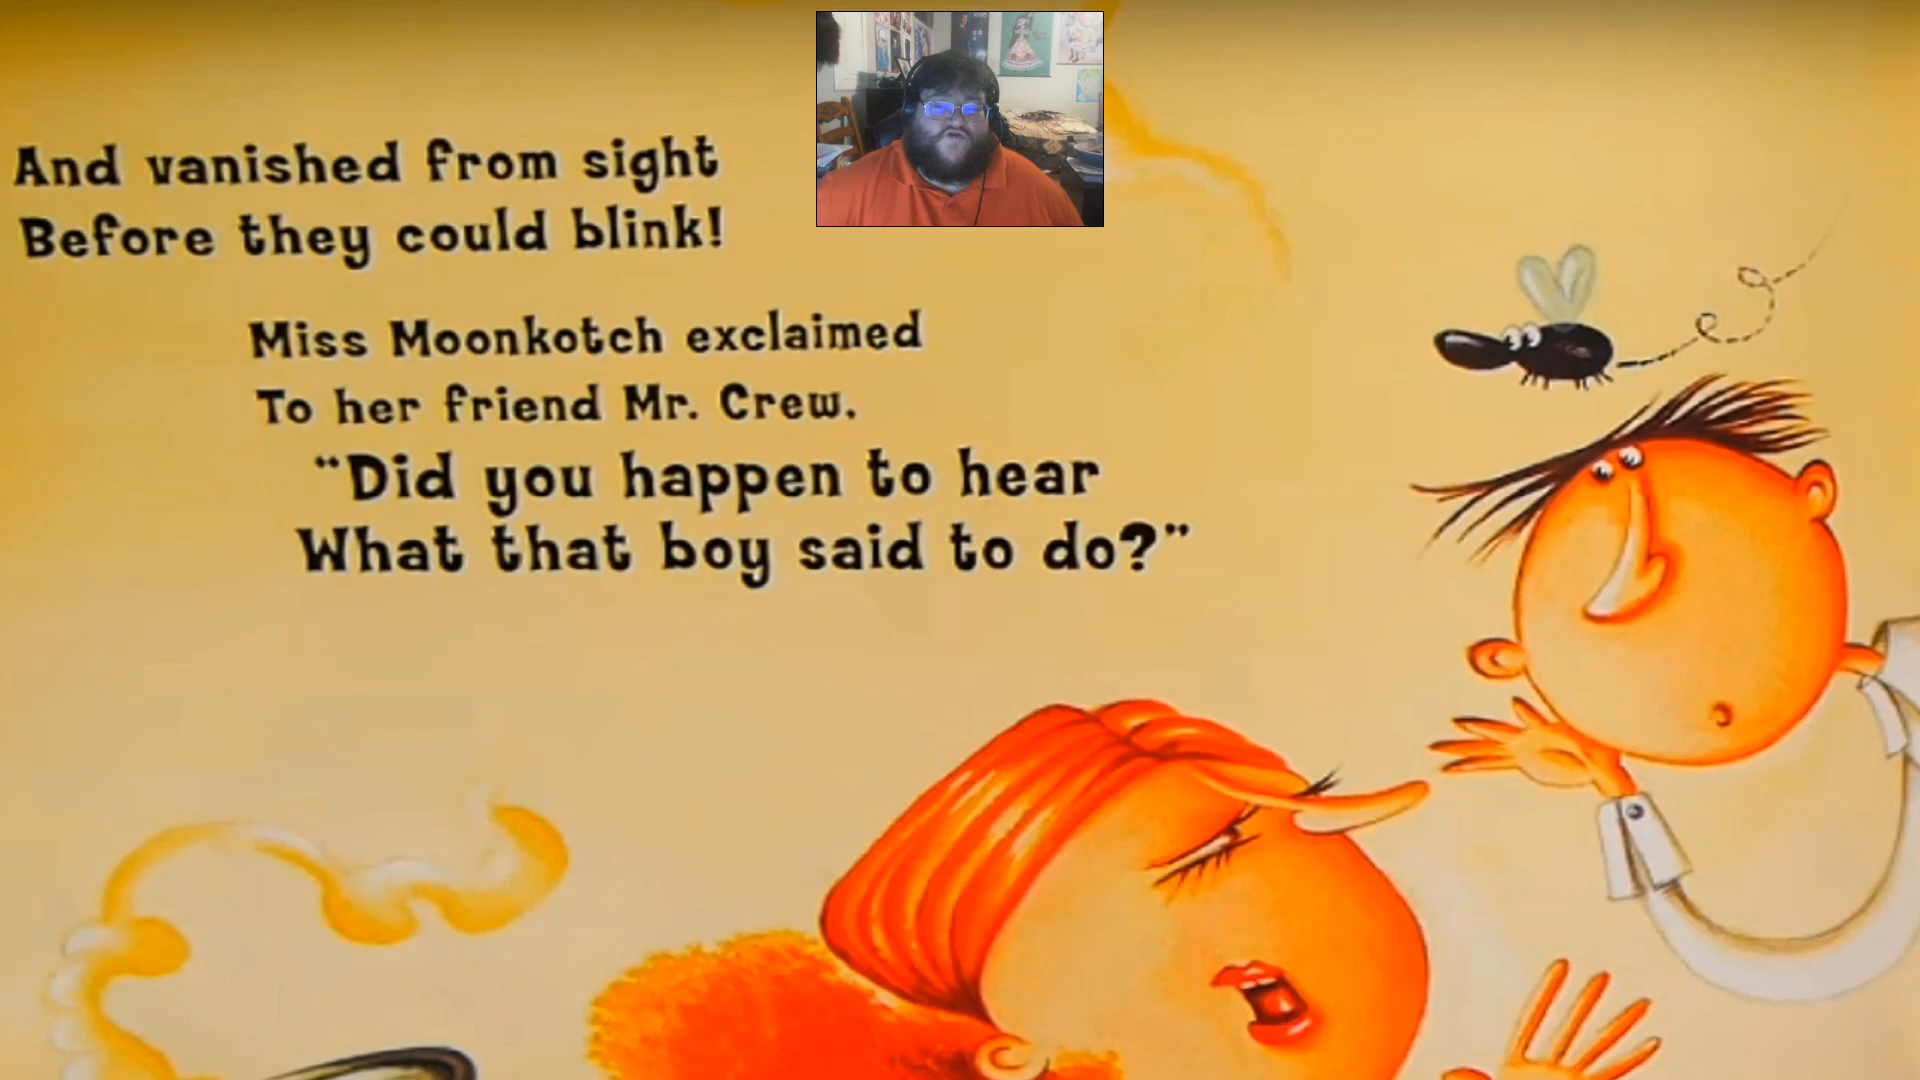 And vanished from sight
Before they could blink!
Miss Moonkotch exclaimed
To her friend Mr. Crew.
"Did you happen to hear
What that boy said to do?"